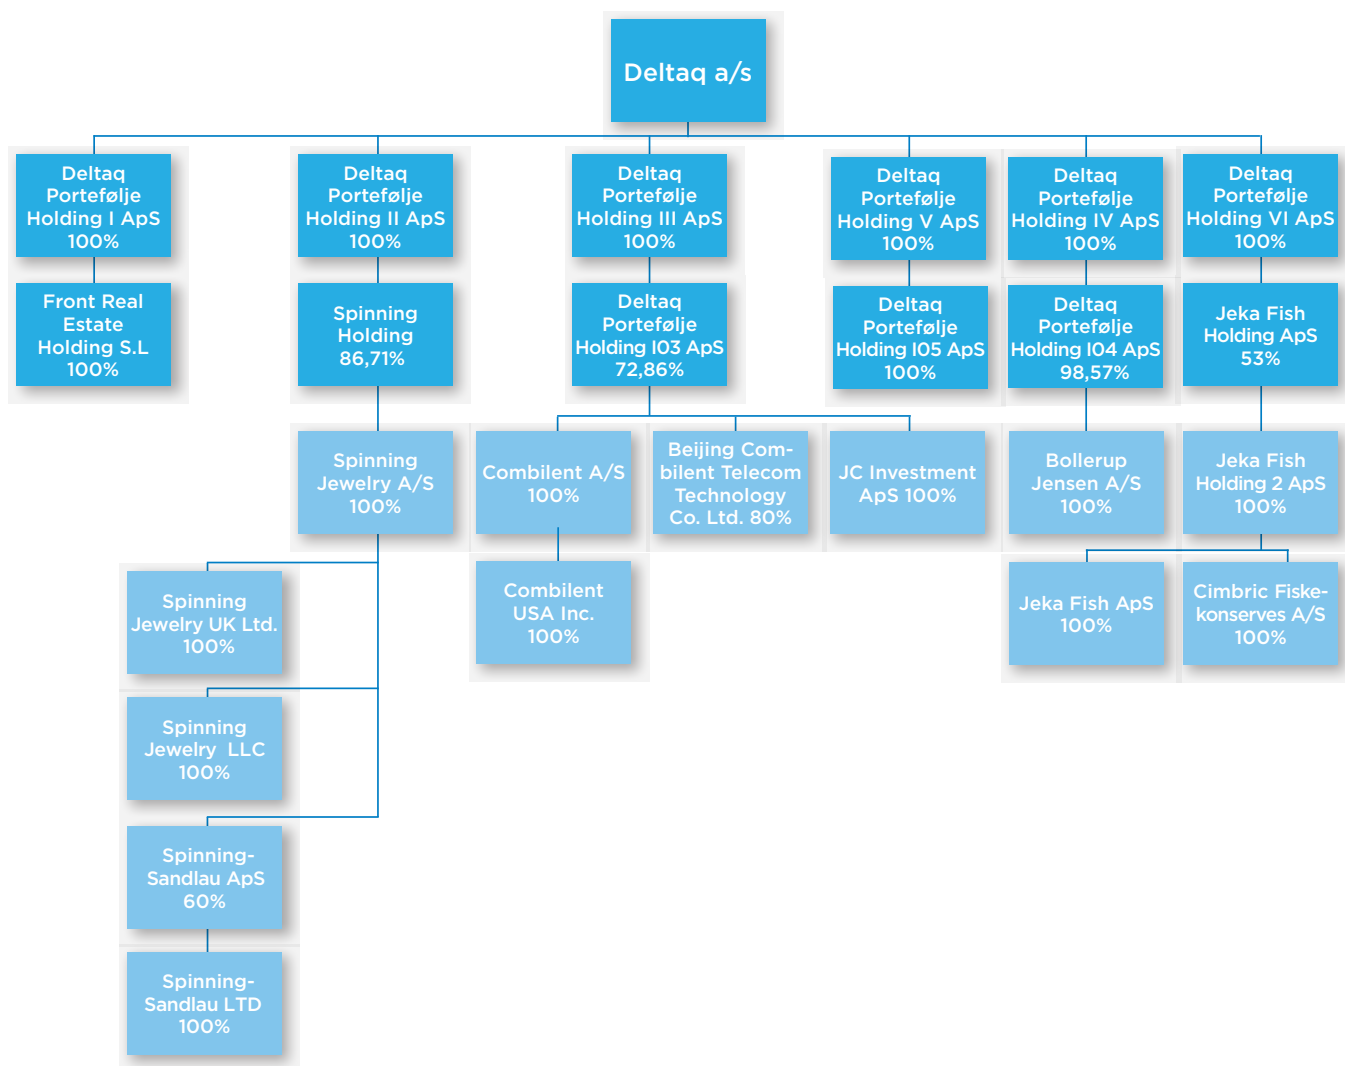 Deltaq a/s
Deltaq
Portefølje
Holding I ApS
100%
Deltaq
Portefølje
Holding II ApS
100%
Deltaq
Portefølje
Holding III ApS
100%
Deltaq
Portefølje
Holding V ApS
100%
Deltaq
Portefølje
Holding IV ApS
100%
Deltaq
Portefølje
Holding VI ApS
100%
Front Real
Estate
Holding S.L
100%
Spinning
Holding
86,71%
Deltaq
Portefølje
Holding I03 ApS
72,86%
Deltaq
Portefølje
Holding I05 ApS
100%
Deltaq
Portefølje
Holding I04 ApS
98,57%
Jeka Fish
Holding ApS
53%
Spinning
Jewelry A/S
100%
Combilent A/S
100%
Beijing Com-
bilent Telecom
Technology
Co. Ltd. 80%
JC Investment
ApS 100%
Bollerup
Jensen A/S
100%
Jeka Fish
Holding 2 ApS
100%
Spinning
Jewelry UK Ltd.
100%
Combilent
USA Inc.
100%
Jeka Fish ApS
100%
Cimbric Fiske-
konserves A/S
100%
Spinning
Jewelry LLC
100%
Spinning-
Sandlau ApS
60%
Spinning-
Sandlau LTD
100%